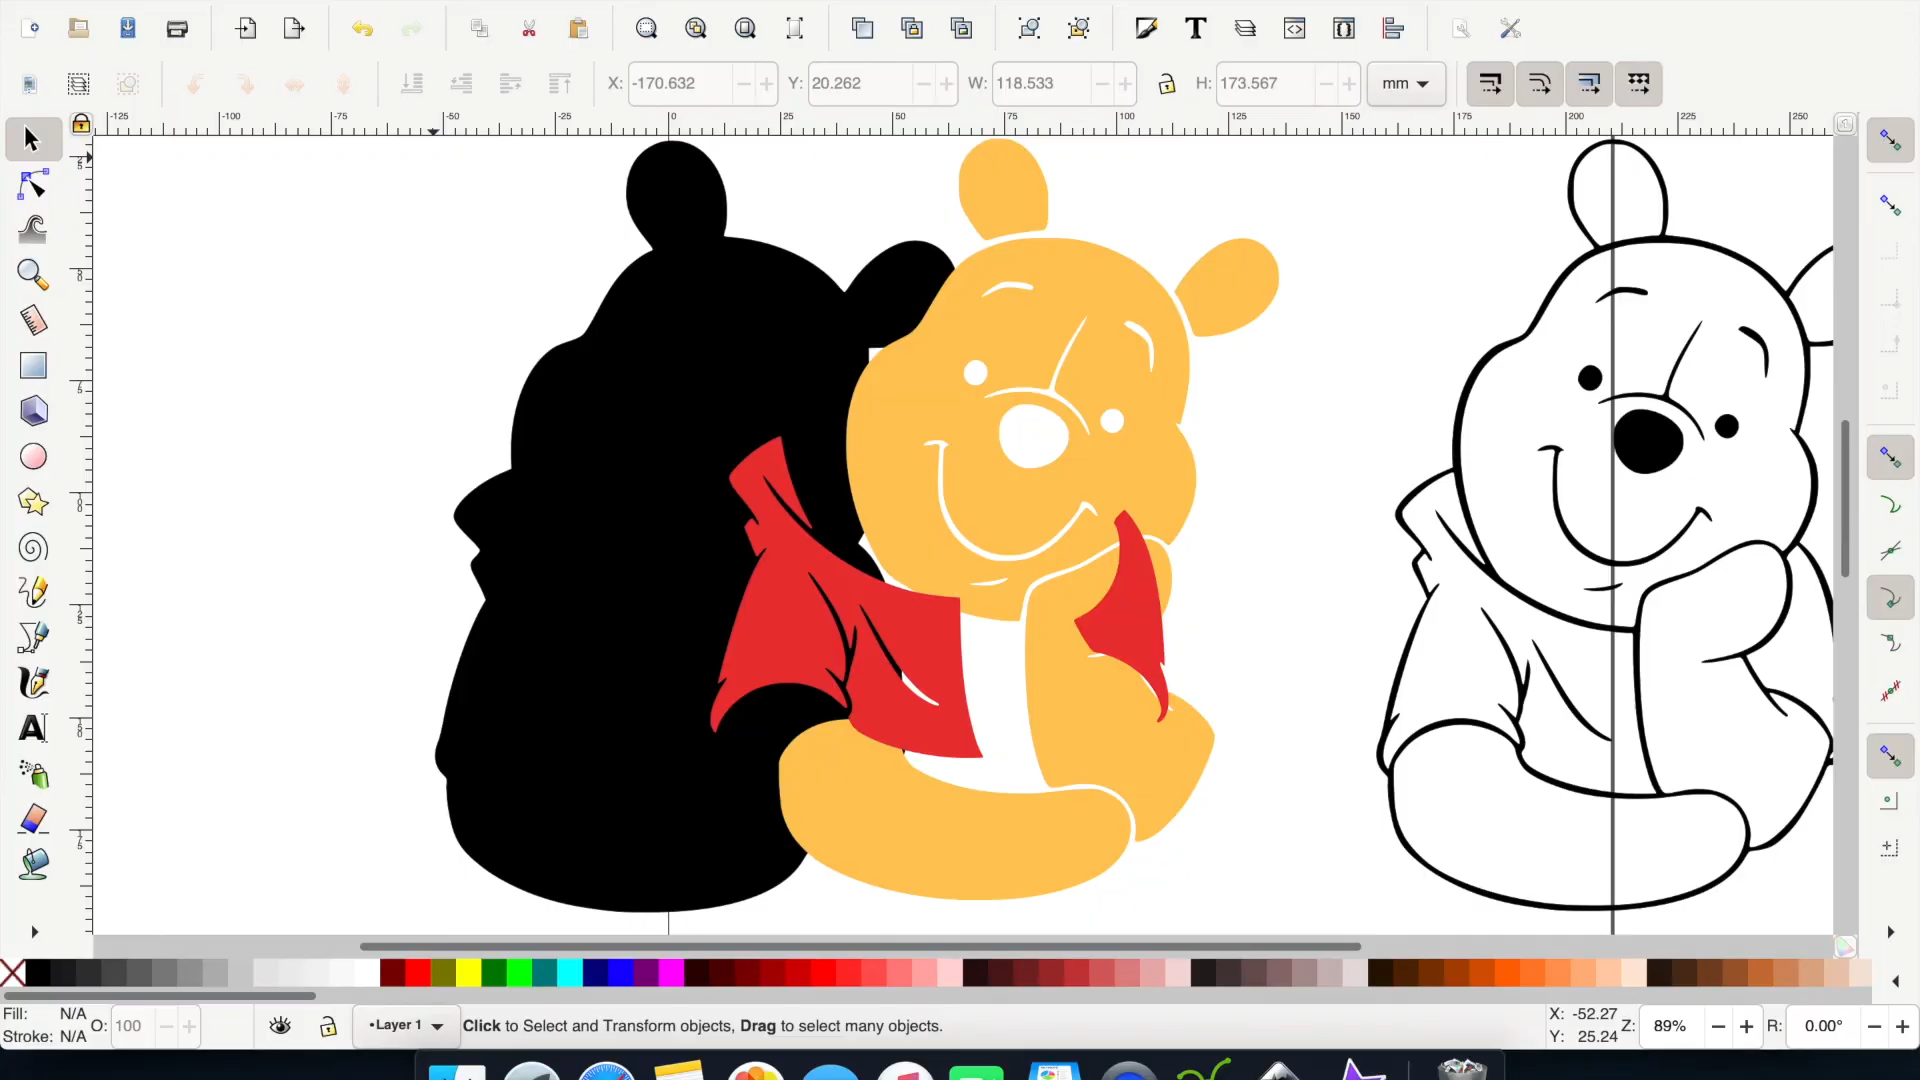 X: -170.632 Y: 20.262 W: 118.533 H: 173.567 mm
-125 -100 -75 -50 -25 0 25 50 75 100 125 150 175 200 225 250
Fill: N/A
Stroke: N/A
O: 100
•Layer 1
Click to Select and Transform objects, Drag to select many objects.
X: -52.27
Y: 25.24
Z: 89%
R: 0.00°